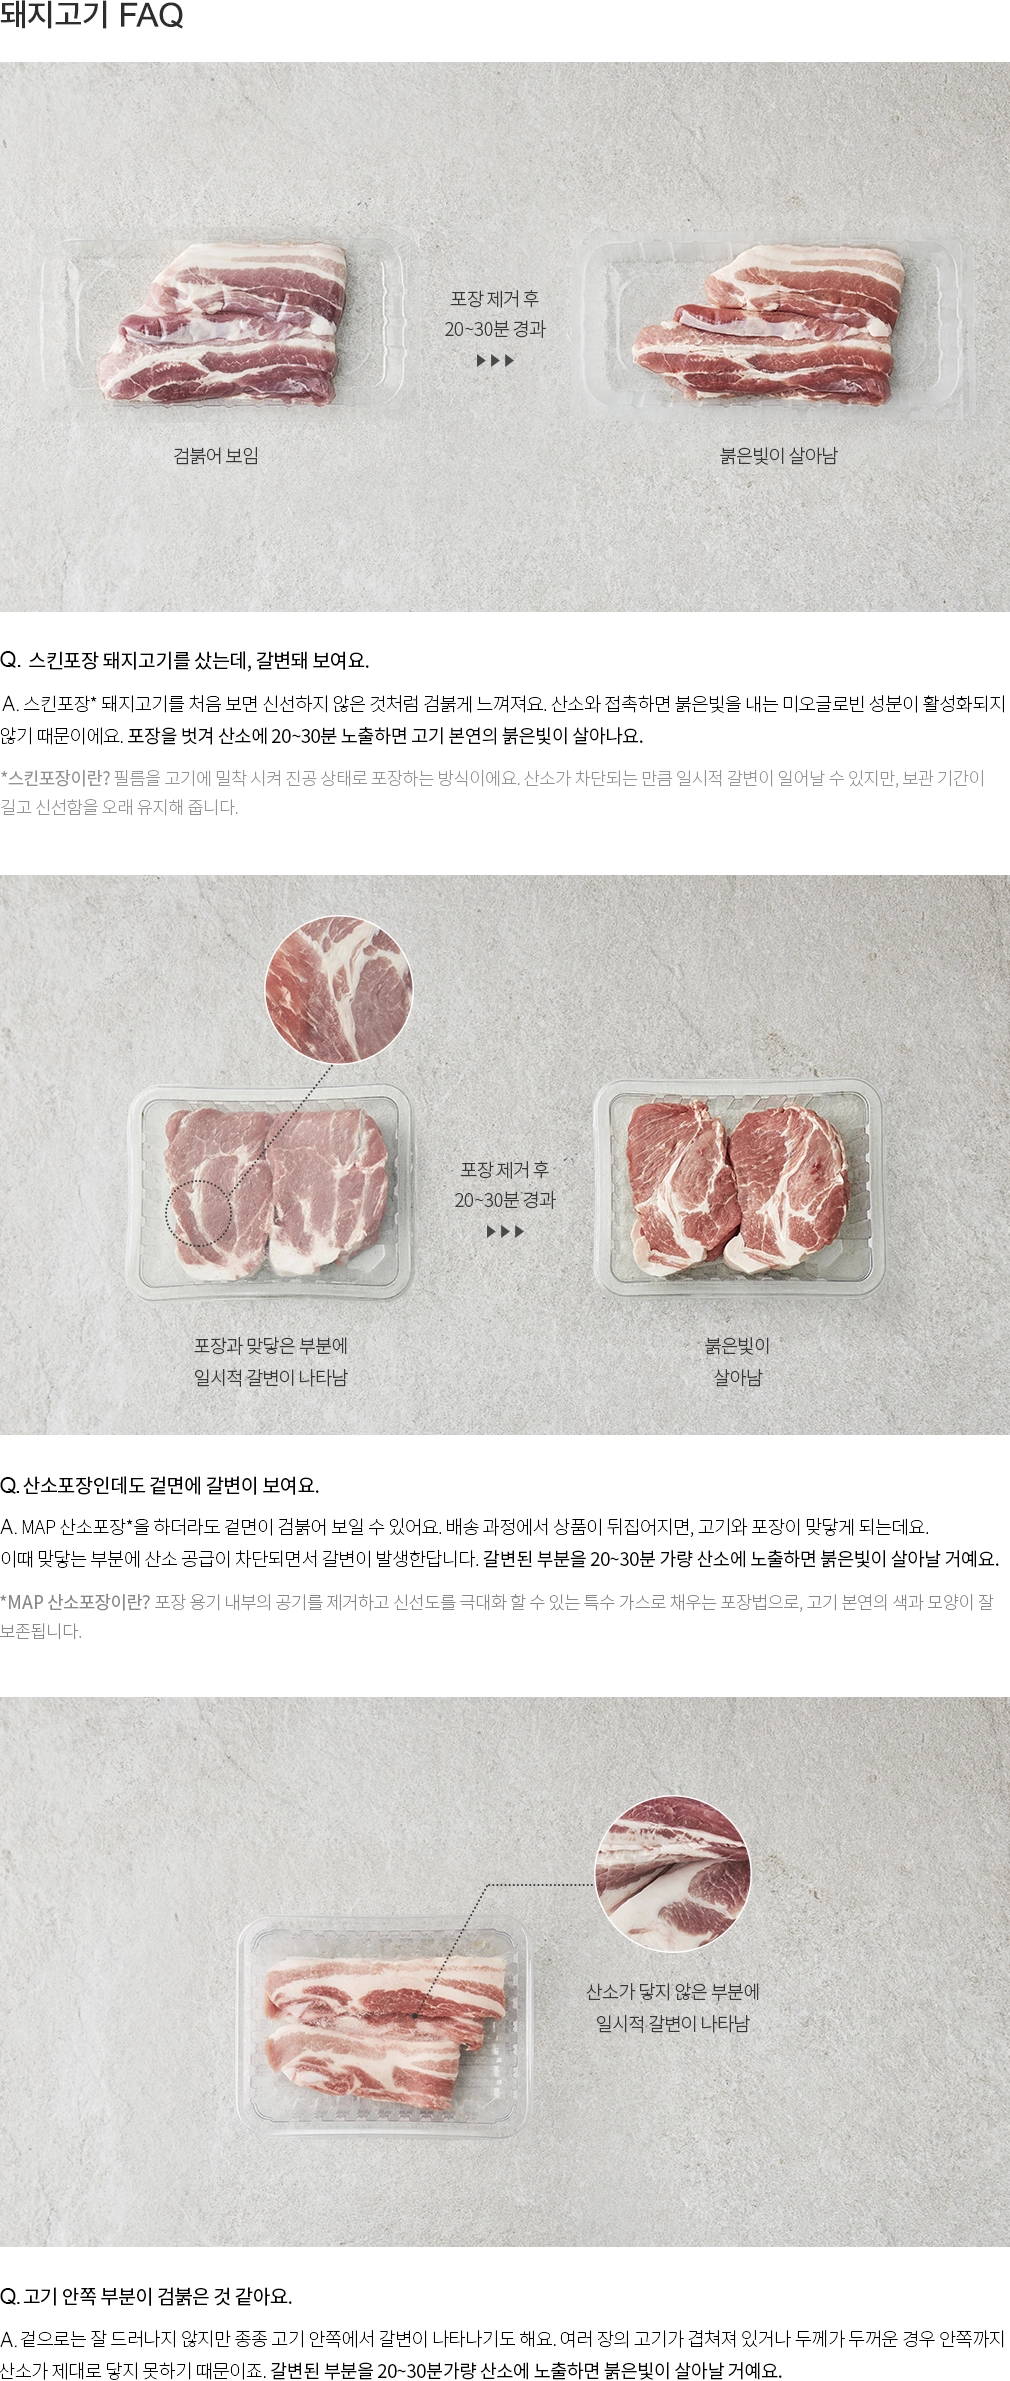 돼지고기 FAQ
포장 제거 후
20~30분 경과
▶▶▶
검붉어 보임
붉은빛이 살아남
Q. 스킨포장 돼지고기를 샀는데, 갈변돼 보여요.
A. 스킨포장* 돼지고기를 처음 보면 신선하지 않은 것처럼 검붉게 느껴져요. 산소와 접촉하면 붉은빛을 내는 미오글로빈 성분이 활성화되지
않기 때문이에요. 포장을 벗겨 산소에 20~30분 노출하면 고기 본연의 붉은빛이 살아나요.
*스킨포장이란? 필름을 고기에 밀착 시켜 진공 상태로 포장하는 방식이에요. 산소가 차단되는 만큼 일시적 갈변이 일어날 수 있지만, 보관 기간이
길고 신선함을 오래 유지해 줍니다.
포장 제거 후
20~30분 경과
▶▶▶
포장과 맞닿은 부분에
일시적 갈변이 나타남
붉은빛이
살아남
Q. 산소포장인데도 겉면에 갈변이 보여요.
A. MAP 산소포장*을 하더라도 겉면이 검붉어 보일 수 있어요. 배송 과정에서 상품이 뒤집어지면, 고기와 포장이 맞닿게 되는데요.
이때 맞닿는 부분에 산소 공급이 차단되면서 갈변이 발생한답니다. 갈변된 부분을 20~30분 가량 산소에 노출하면 붉은빛이 살아날 거예요.
*MAP 산소포장이란? 포장 용기 내부의 공기를 제거하고 신선도를 극대화 할 수 있는 특수 가스로 채우는 포장법으로, 고기 본연의 색과 모양이 잘
보존됩니다.
산소가 닿지 않은 부분에
일시적 갈변이 나타남
Q. 고기 안쪽 부분이 검붉은 것 같아요.
A. 겉으로는 잘 드러나지 않지만 종종 고기 안쪽에서 갈변이 나타나기도 해요. 여러 장의 고기가 겹쳐져 있거나 두께가 두꺼운 경우 안쪽까지
산소가 제대로 닿지 못하기 때문이죠. 갈변된 부분을 20~30분가량 산소에 노출하면 붉은빛이 살아날 거예요.